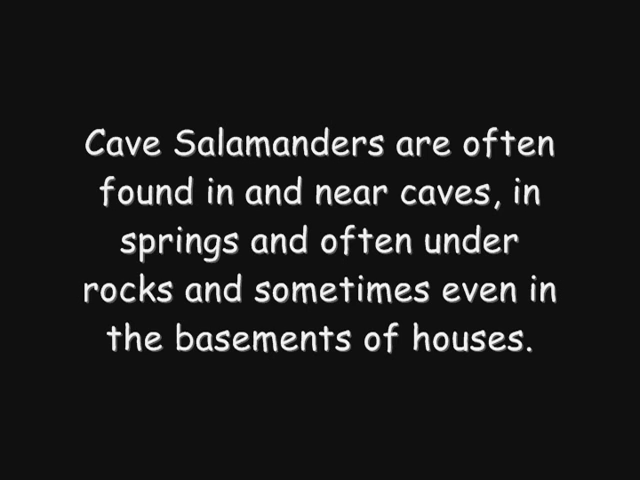 Cave Salamanders are often
found in and near caves, in
springs and often under
rocks and sometimes even in
the basements of houses.